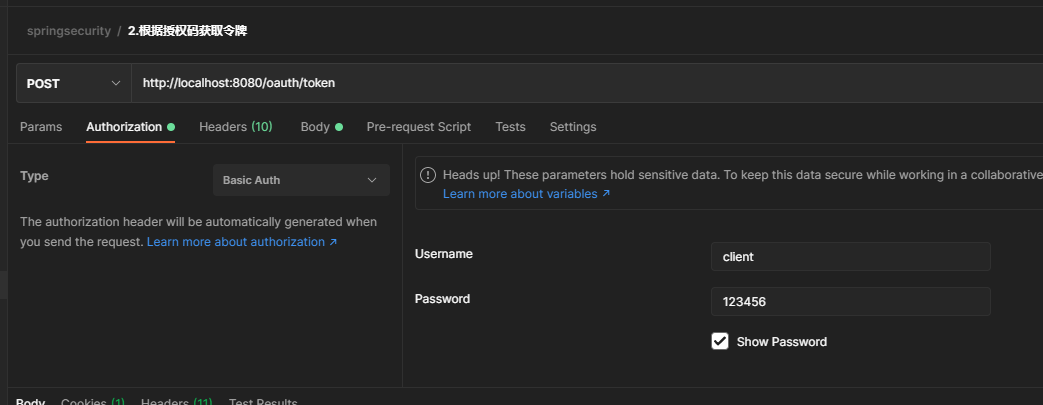 springsecurity / 2.根据授权码获取令牌
POST http://localhost:8080/oauth/token
Params Authorization Headers (10) Body Pre-request Script Tests Settings
Type Basic Auth
The authorization header will be automatically generated when
you send the request. Learn more about authorization ↗
Heads up! These parameters hold sensitive data. To keep this data secure while working in a collaborative
Learn more about variables ↗
Username client
Password 123456
Show Password
Body Cookies (1) Headers (11) Test Results